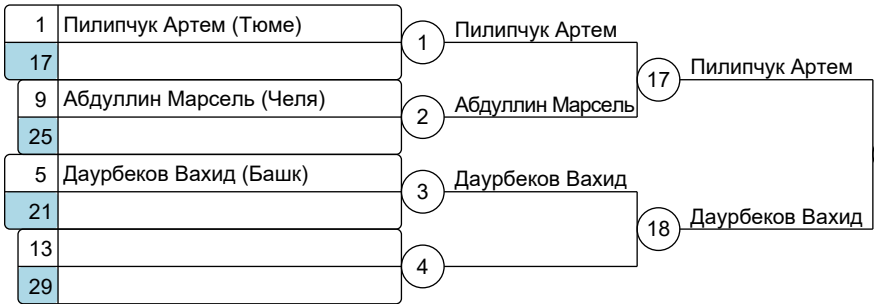 1 Пилипчук Артем (Тюме)
1
Пилипчук Артем
17
17
Пилипчук Артем
9 Абдуллин Марсель (Челя)
2
Абдуллин Марсель
25
5 Даурбеков Вахид (Башк)
3
Даурбеков Вахид
21
18
Даурбеков Вахид
13
4
29